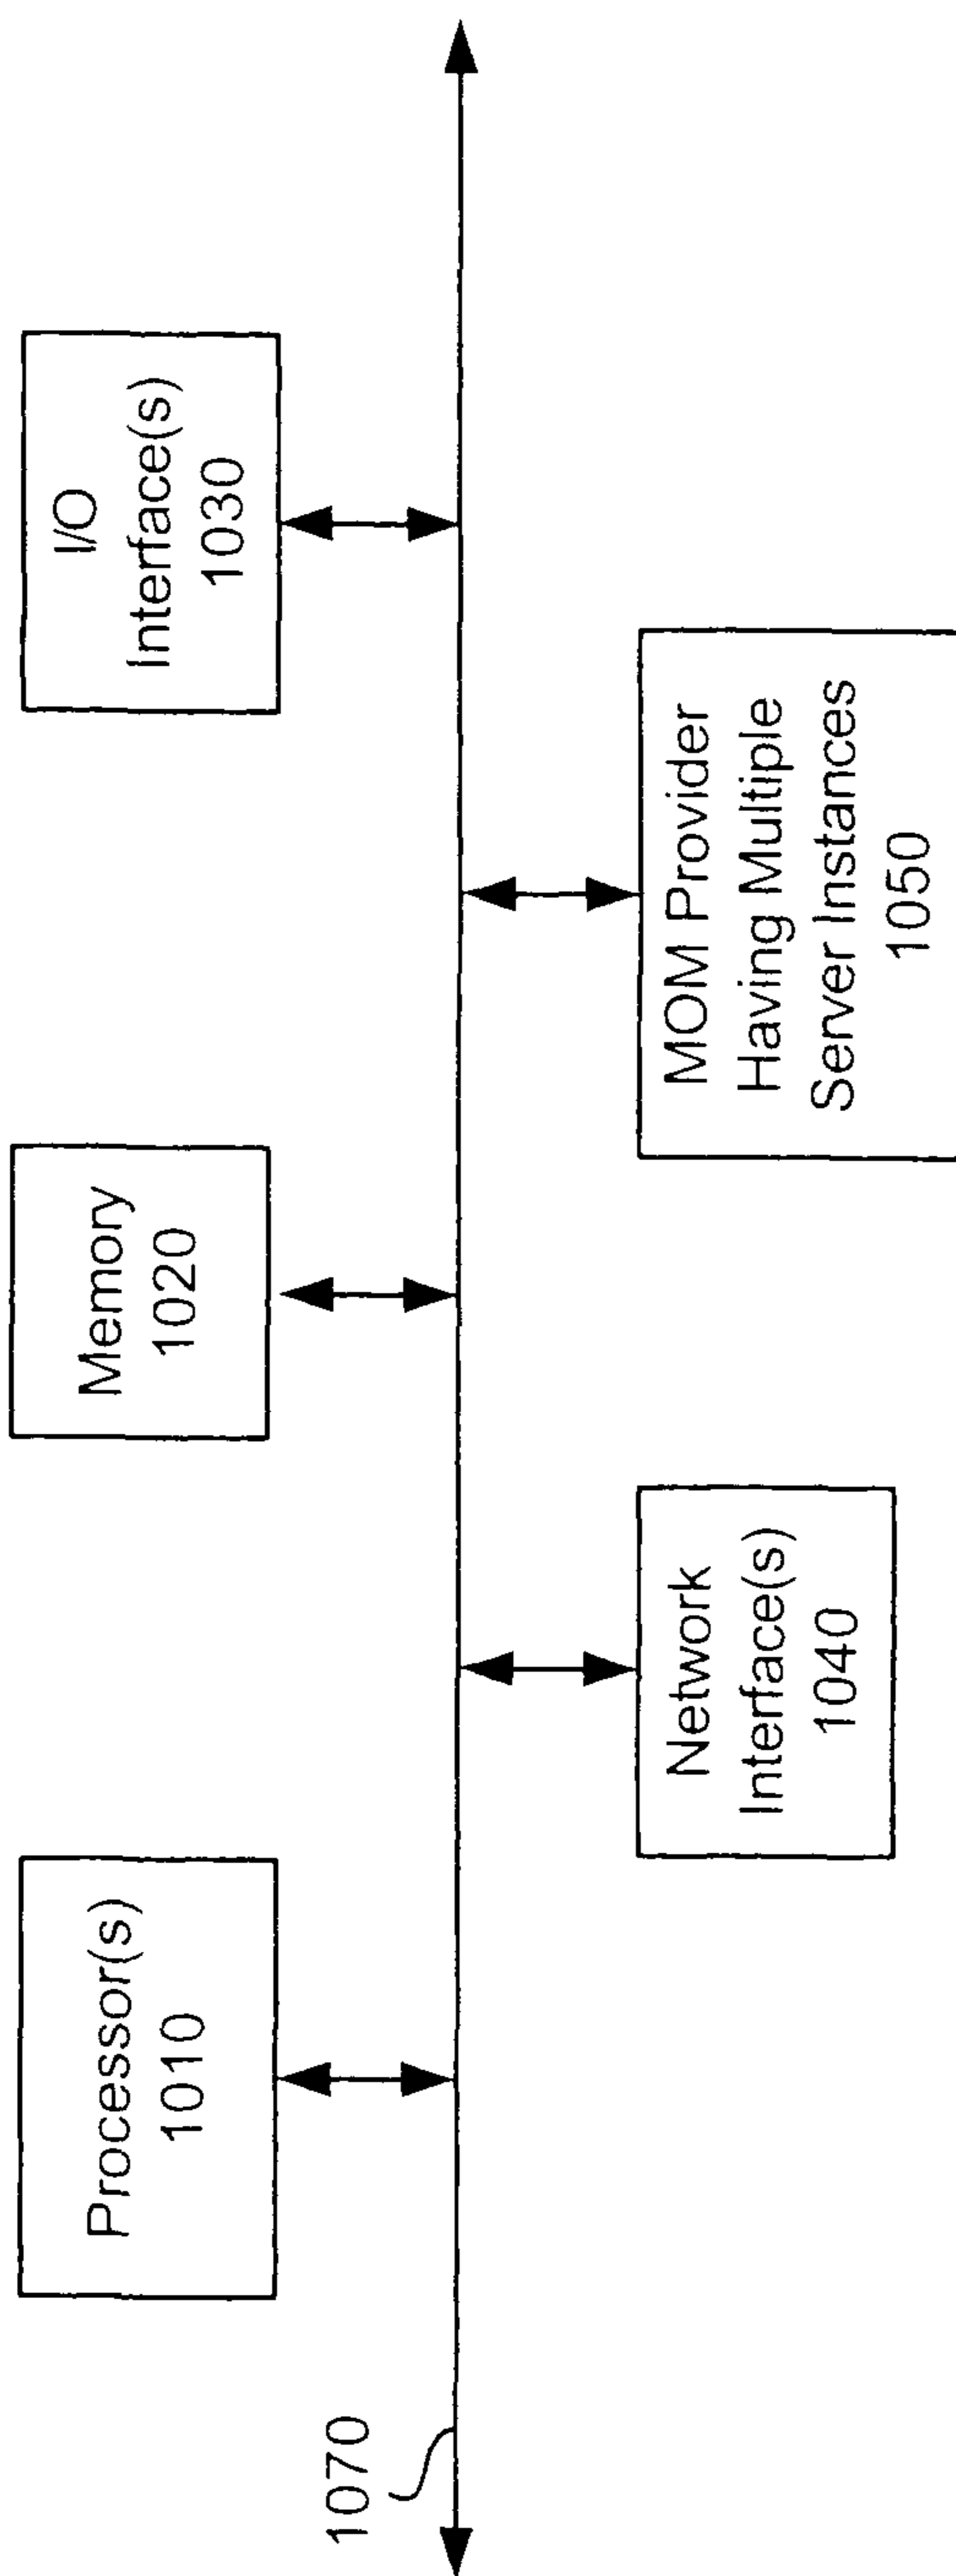 Processor(s)
1010
Memory
1020
I/O
Interface(s)
1030
1070
Network
Interface(s)
1040
MOM Provider
Having Multiple
Server Instances
1050